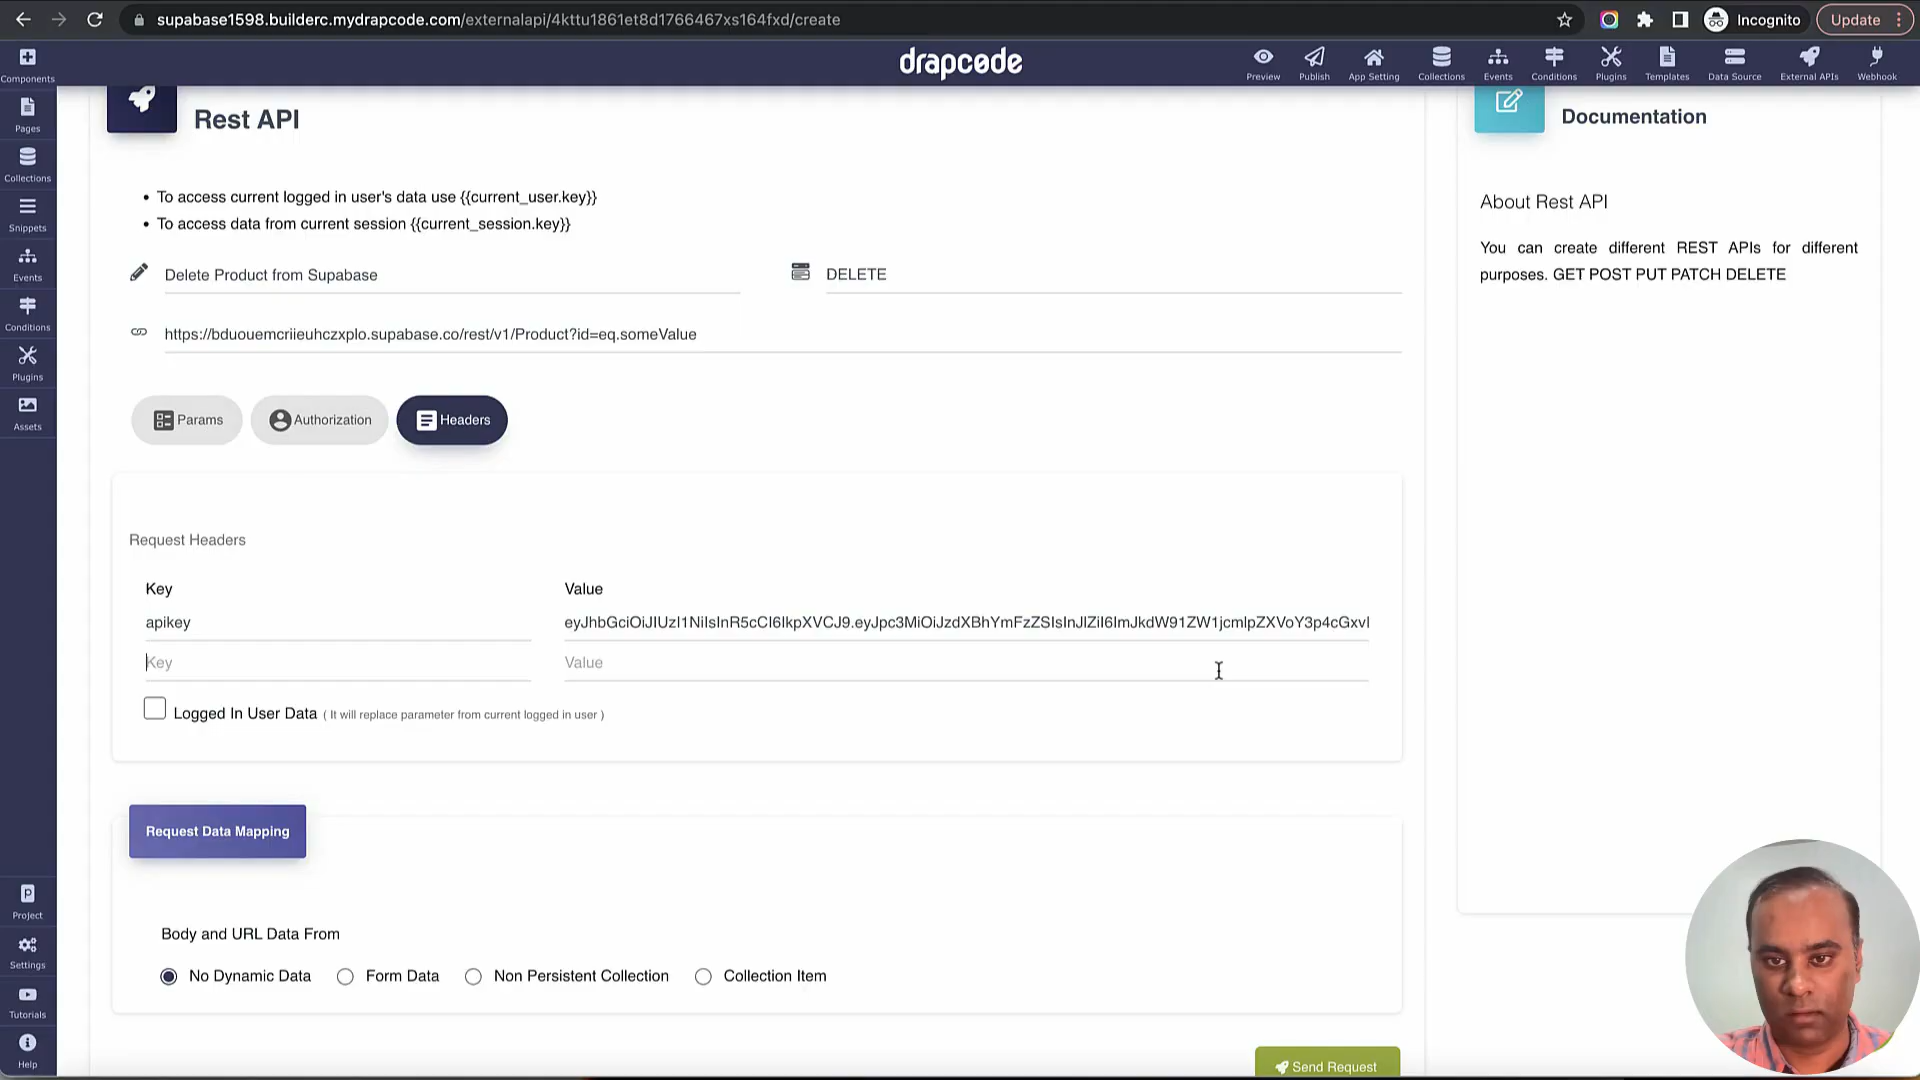 supabase1598.builderc.mydrapcode.com/externalapi/4kttu1861et8d1766467xs164fxd/create
Incognito
Update
Components
drapcode
Preview
Publish
App Setting
Collections
Events
Conditions
Plugins
Templates
Data Source
External APIs
Webhook
Pages
Collections
Snippets
Events
Conditions
Plugins
Assets
Project
Settings
Tutorials
Help
Rest API
To access current logged in user's data use {{current_user.key}}
To access data from current session {{current_session.key}}
Delete Product from Supabase
DELETE
https://bduouemcriieuhczxplo.supabase.co/rest/v1/Product?id=eq.someValue
Params
Authorization
Headers
Request Headers
Key
Value
apikey
eyJhbGciOiJIUzI1NiIsInR5cCI6IkpXVCJ9.eyJpc3MiOiJzdXBhYmFzZSIsInJlZiI6ImJkdW91ZW1jcmlpZXVoY3p4cGxvI
Key
Value
Logged In User Data ( It will replace parameter from current logged in user )
Request Data Mapping
Body and URL Data From
No Dynamic Data
Form Data
Non Persistent Collection
Collection Item
Send Request
Documentation
About Rest API
You can create different REST APIs for different
purposes. GET POST PUT PATCH DELETE